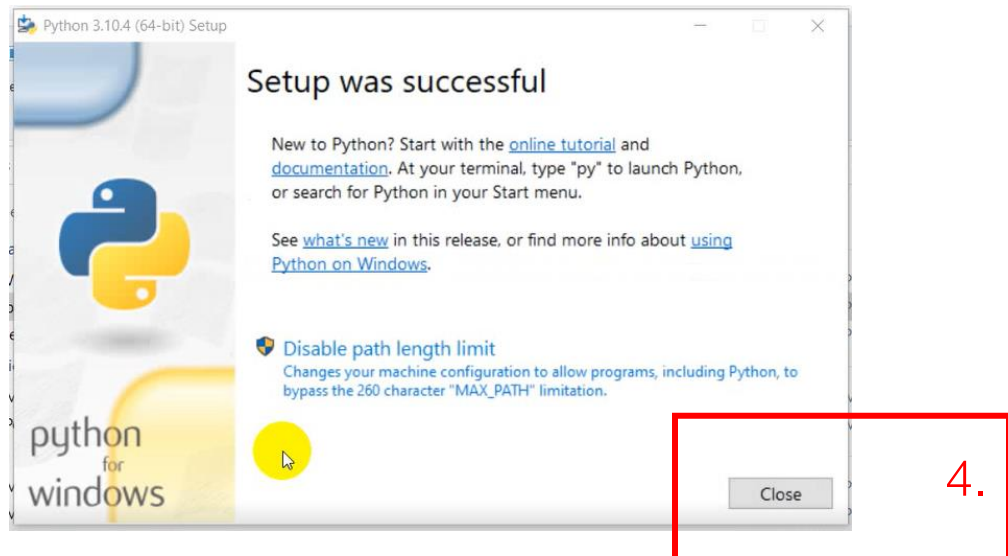 Python 3.10.4 (64-bit) Setup
Setup was successful
New to Python? Start with the online tutorial and
documentation. At your terminal, type "py" to launch Python,
or search for Python in your Start menu.
See what's new in this release, or find more info about using
Python on Windows.
Disable path length limit
Changes your machine configuration to allow programs, including Python, to
bypass the 260 character "MAX_PATH" limitation.
python
for
windows
Close
4.